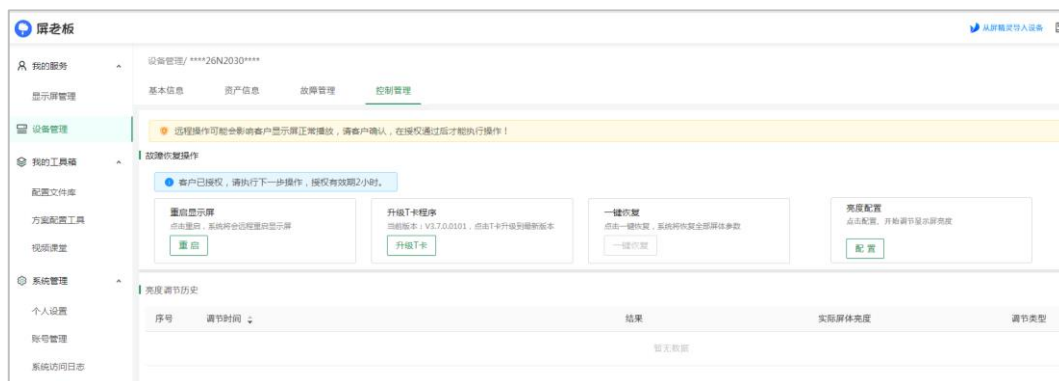 屏老板
从屏精灵导入设备
我的服务
显示屏管理
设备管理
我的工具箱
配置文件库
方案配置工具
视频课堂
系统管理
个人设置
账号管理
系统访问日志
设备管理/ ****26N2030****
基本信息 资产信息 故障管理 控制管理
远程操作可能会影响客户显示屏正常播放，请客户确认，在授权通过后才能执行操作！
故障恢复操作
客户已授权，请执行下一步操作，授权有效期2小时。
重启显示屏
点击重启，系统将会远程重启显示屏
重 启
升级T卡程序
当前版本：V3.7.0.0101，点击T卡升级到最新版本
升级T卡
一键恢复
点击一键恢复，系统将恢复全部屏体参数
一键恢复
亮度配置
点击配置，开始调节显示屏亮度
配 置
亮度调节历史
序号 调节时间 结果 实际屏体亮度 调节类型
暂无数据